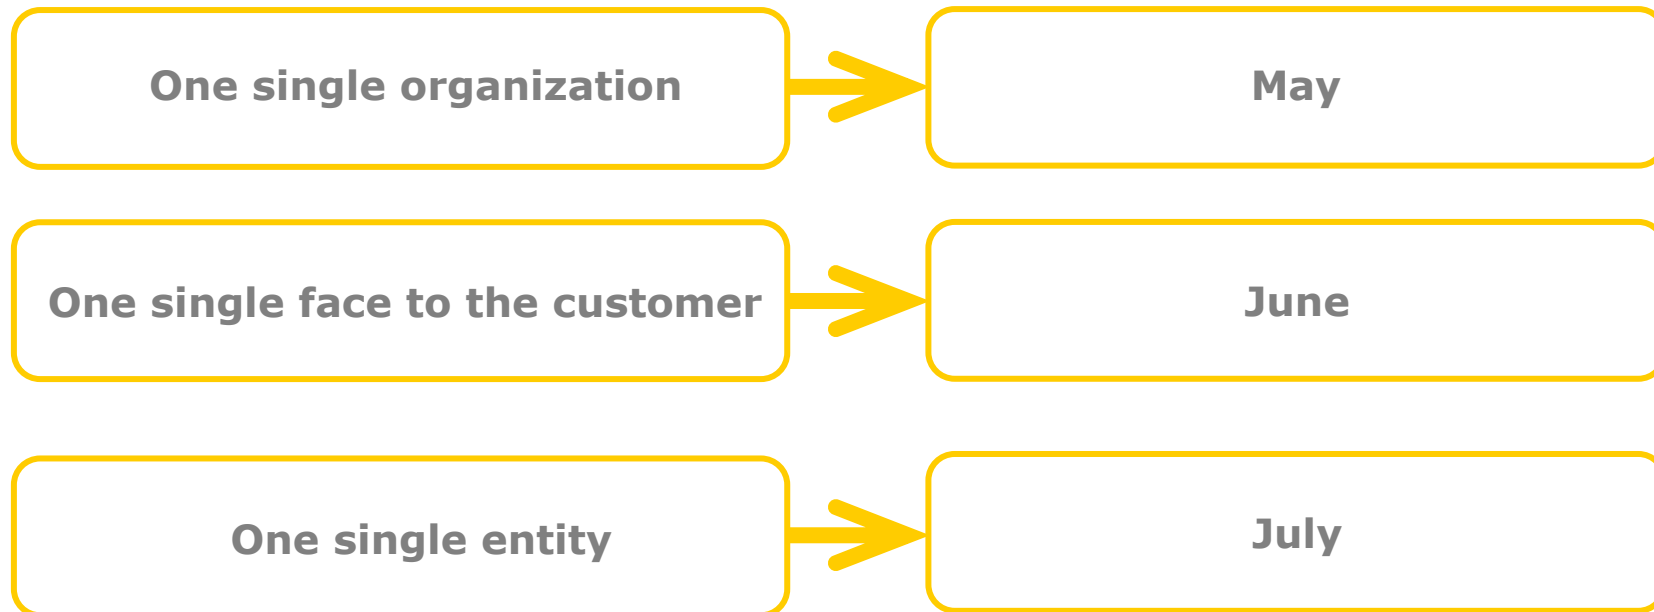 One single organization
May
One single face to the customer
June
One single entity
July